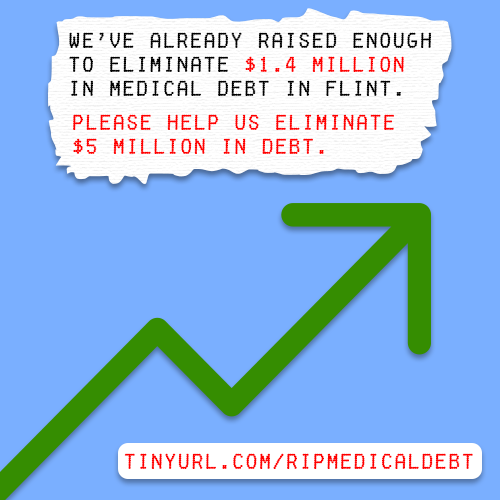 WE'VE ALREADY RAISED ENOUGH
TO ELIMINATE $1.4 MILLION
IN MEDICAL DEBT IN FLINT.
PLEASE HELP US ELIMINATE
$5 MILLION IN DEBT.
TINYURL.COM/RIPMEDICALDEBT